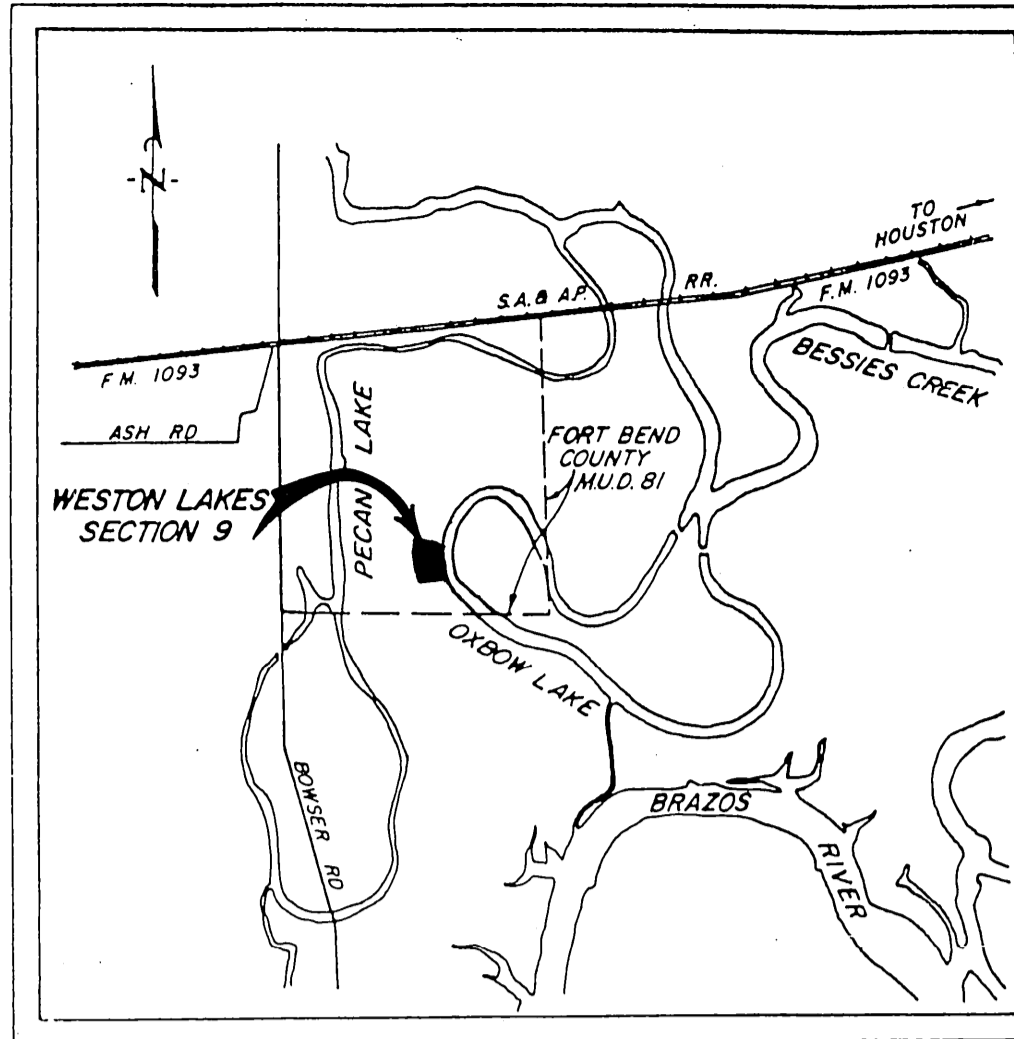 -N-
TO
HOUSTON
S.A. & A.P. RR.
F.M. 1093
F.M. 1093
BESSIES CREEK
ASH RD
PECAN LAKE
FORT BEND
COUNTY
M.U.D. 81
WESTON LAKES
SECTION 9
OXBOW LAKE
BOWSER RD
BRAZOS
RIVER